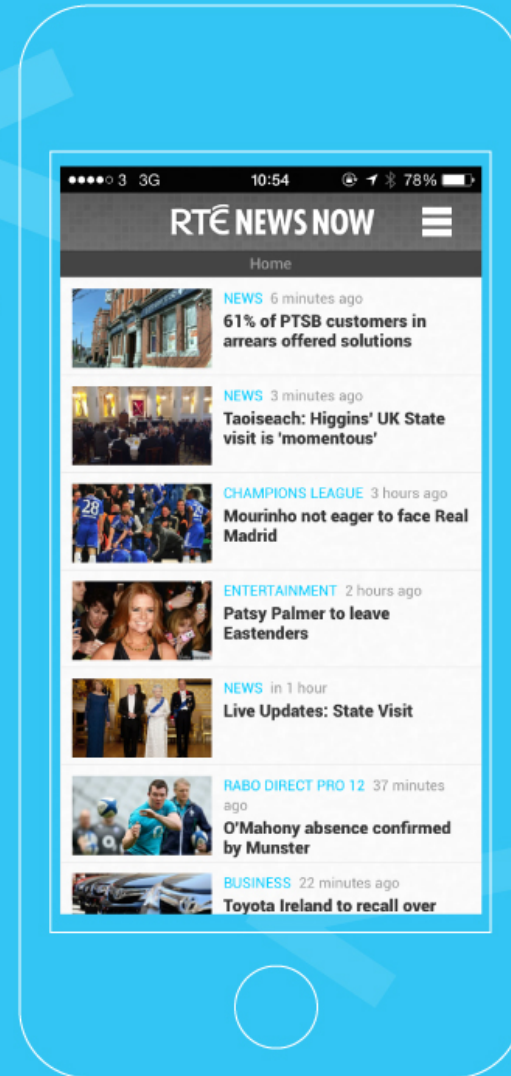 3 3G 10:54 78%
RTÉ NEWS NOW
Home
NEWS 6 minutes ago
61% of PTSB customers in
arrears offered solutions
NEWS 3 minutes ago
Taoiseach: Higgins' UK State
visit is 'momentous'
28
CHAMPIONS LEAGUE 3 hours ago
Mourinho not eager to face Real
Madrid
ENTERTAINMENT 2 hours ago
Patsy Palmer to leave
Eastenders
NEWS in 1 hour
Live Updates: State Visit
RABO DIRECT PRO 12 37 minutes
ago
O'Mahony absence confirmed
by Munster
BUSINESS 22 minutes ago
Toyota Ireland to recall over